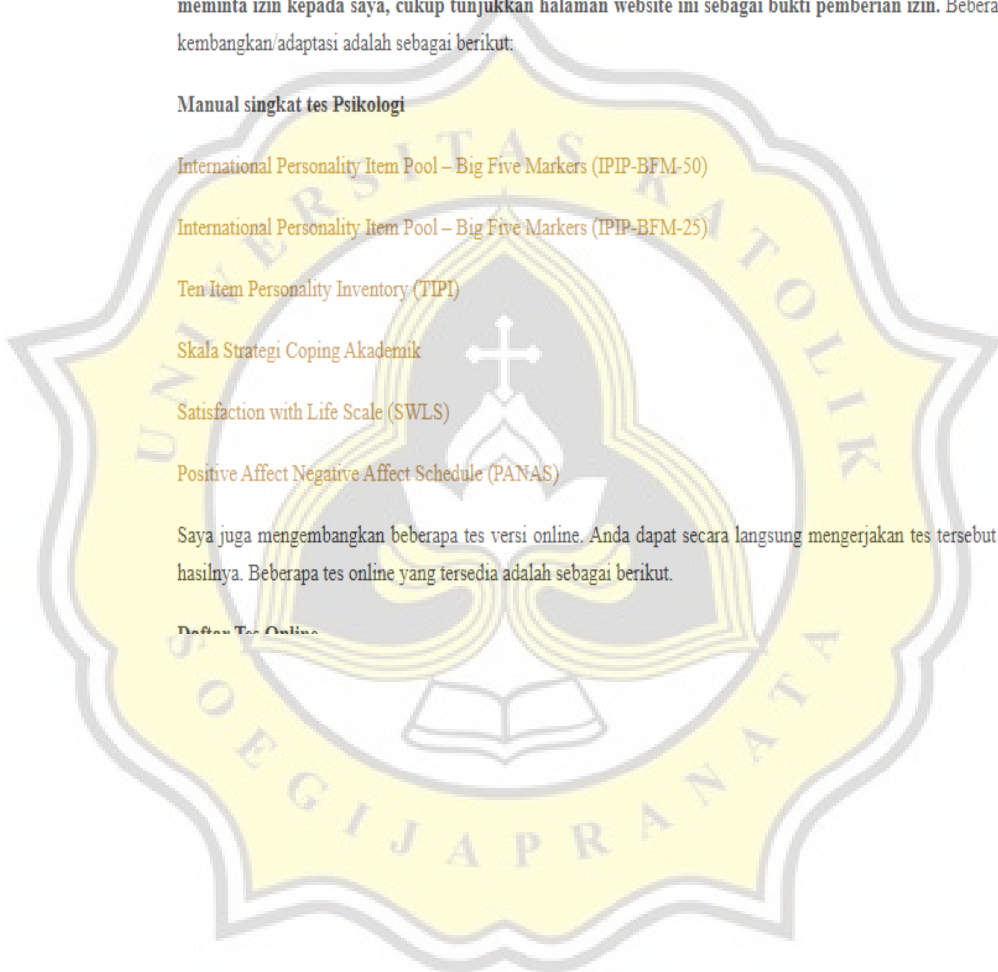 meminta izin kepada saya, cukup tunjukkan halaman website ini sebagai bukti pemberian izin. Bebera
kembangkan/adaptasi adalah sebagai berikut:
Manual singkat tes Psikologi
International Personality Item Pool – Big Five Markers (IPIP-BFM-50)
International Personality Item Pool – Big Five Markers (IPIP-BFM-25)
Ten Item Personality Inventory (TIPI)
Skala Strategi Coping Akademik
Satisfaction with Life Scale (SWLS)
Positive Affect Negative Affect Schedule (PANAS)
Saya juga mengembangkan beberapa tes versi online. Anda dapat secara langsung mengerjakan tes tersebut
hasilnya. Beberapa tes online yang tersedia adalah sebagai berikut.
Daftar Tes Online
UNIVERSITAS KATOLIK
SOEGIJAPRANATA